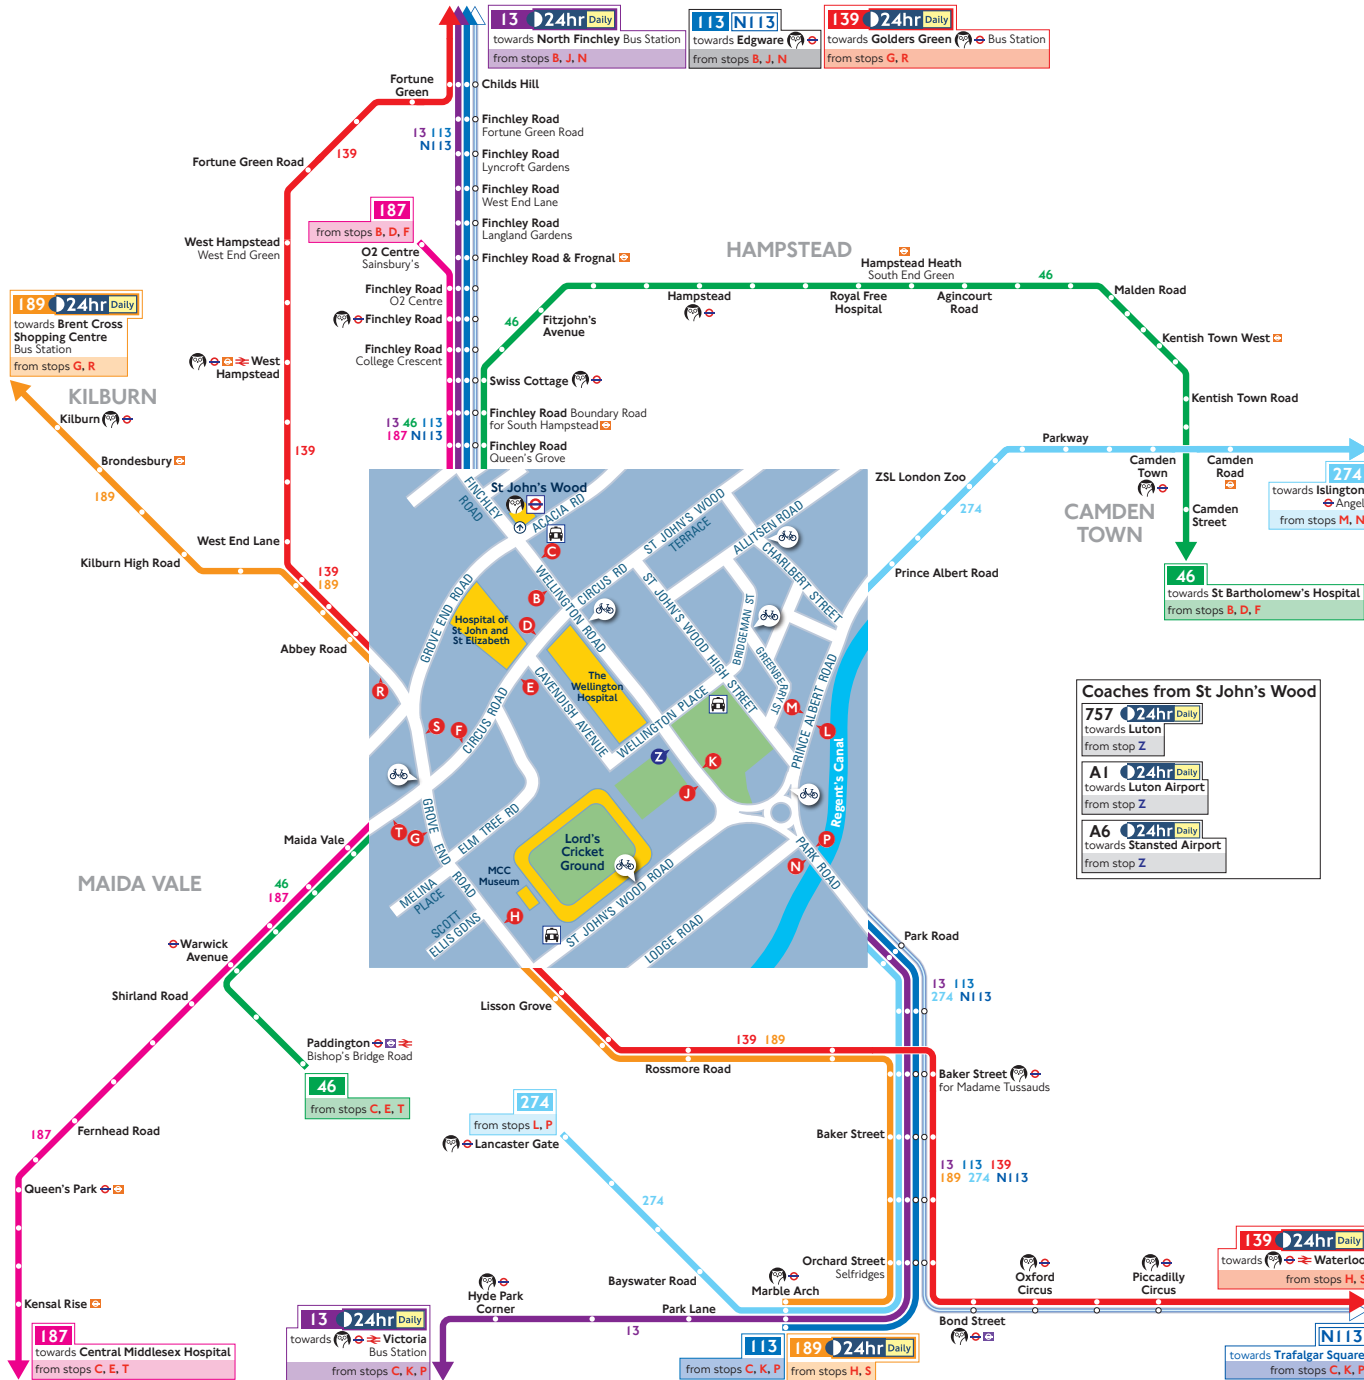 13 24hr Daily
towards North Finchley Bus Station
from stops B, J, N
113 N113
towards Edgware
from stops B, J, N
139 24hr Daily
towards Golders Green Bus Station
from stops G, R
Fortune
Green
Childs Hill
Finchley Road
Fortune Green Road
13 113
N113
139
Fortune Green Road
Finchley Road
Lyncroft Gardens
Finchley Road
West End Lane
187
from stops B, D, F
Finchley Road
Langland Gardens
West Hampstead
West End Green
O2 Centre
Sainsbury's
Finchley Road & Frognal
HAMPSTEAD
Hampstead Heath
South End Green
46
Finchley Road
O2 Centre
Hampstead
Royal Free
Hospital
Agincourt
Road
Malden Road
189 24hr Daily
towards Brent Cross
Shopping Centre
Bus Station
from stops G, R
Finchley Road
46
Fitzjohn's
Avenue
Kentish Town West
West
Hampstead
Finchley Road
College Crescent
Swiss Cottage
KILBURN
Kilburn
Kentish Town Road
Finchley Road Boundary Road
for South Hampstead
13 46 113
187 N113
Finchley Road
Queen's Grove
139
Brondesbury
189
Parkway
Camden
Town
Camden
Road
ZSL London Zoo
274
towards Islington
Angel
from stops M, N
274
CAMDEN
TOWN
Camden
Street
West End Lane
Kilburn High Road
139
189
Abbey Road
Prince Albert Road
46
towards St Bartholomew's Hospital
from stops B, D, F
St John's Wood
FINCHLEY
ROAD
ACACIA RD
C
ST JOHN'S WOOD
TERRACE
ALLITSEN ROAD
CHARLBERT STREET
CIRCUS RD
WELLINGTON ROAD
B
D
GROVE END ROAD
Hospital of
St John and
St Elizabeth
ST JOHN'S WOOD HIGH STREET
BRIDGEMAN ST
GREENBERRY ST
PRINCE ALBERT ROAD
The
Wellington
Hospital
E
R
CAVENDISH AVENUE
CIRCUS ROAD
S
F
WELLINGTON PLACE
M
L
Z
K
J
Regent's Canal
T
G
GROVE END ROAD
ELM TREE RD
Lord's
Cricket
Ground
P
N
PARK ROAD
MCC
Museum
MELINA
PLACE
SCOTT
ELLIS GDNS
H
ST JOHN'S WOOD ROAD
LODGE ROAD
Coaches from St John's Wood
757 24hr Daily
towards Luton
from stop Z
A1 24hr Daily
towards Luton Airport
from stop Z
A6 24hr Daily
towards Stansted Airport
from stop Z
Maida Vale
MAIDA VALE
46
187
Warwick
Avenue
Shirland Road
Paddington
Bishop's Bridge Road
46
from stops C, E, T
187
Fernhead Road
Queen's Park
Kensal Rise
187
towards Central Middlesex Hospital
from stops C, E, T
Park Road
13 113
274 N113
Lisson Grove
139 189
Rossmore Road
Baker Street
for Madame Tussauds
274
from stops L, P
Lancaster Gate
Baker Street
13 113 139
189 274 N113
274
Bayswater Road
Orchard Street
Selfridges
Marble Arch
Hyde Park
Corner
Park Lane
13
13 24hr Daily
towards Victoria
Bus Station
from stops C, K, P
113
from stops C, K, P
189 24hr Daily
from stops H, S
Oxford
Circus
Piccadilly
Circus
Bond Street
139 24hr Daily
towards Waterloo
from stops H, S
N113
towards Trafalgar Square
from stops C, K, P